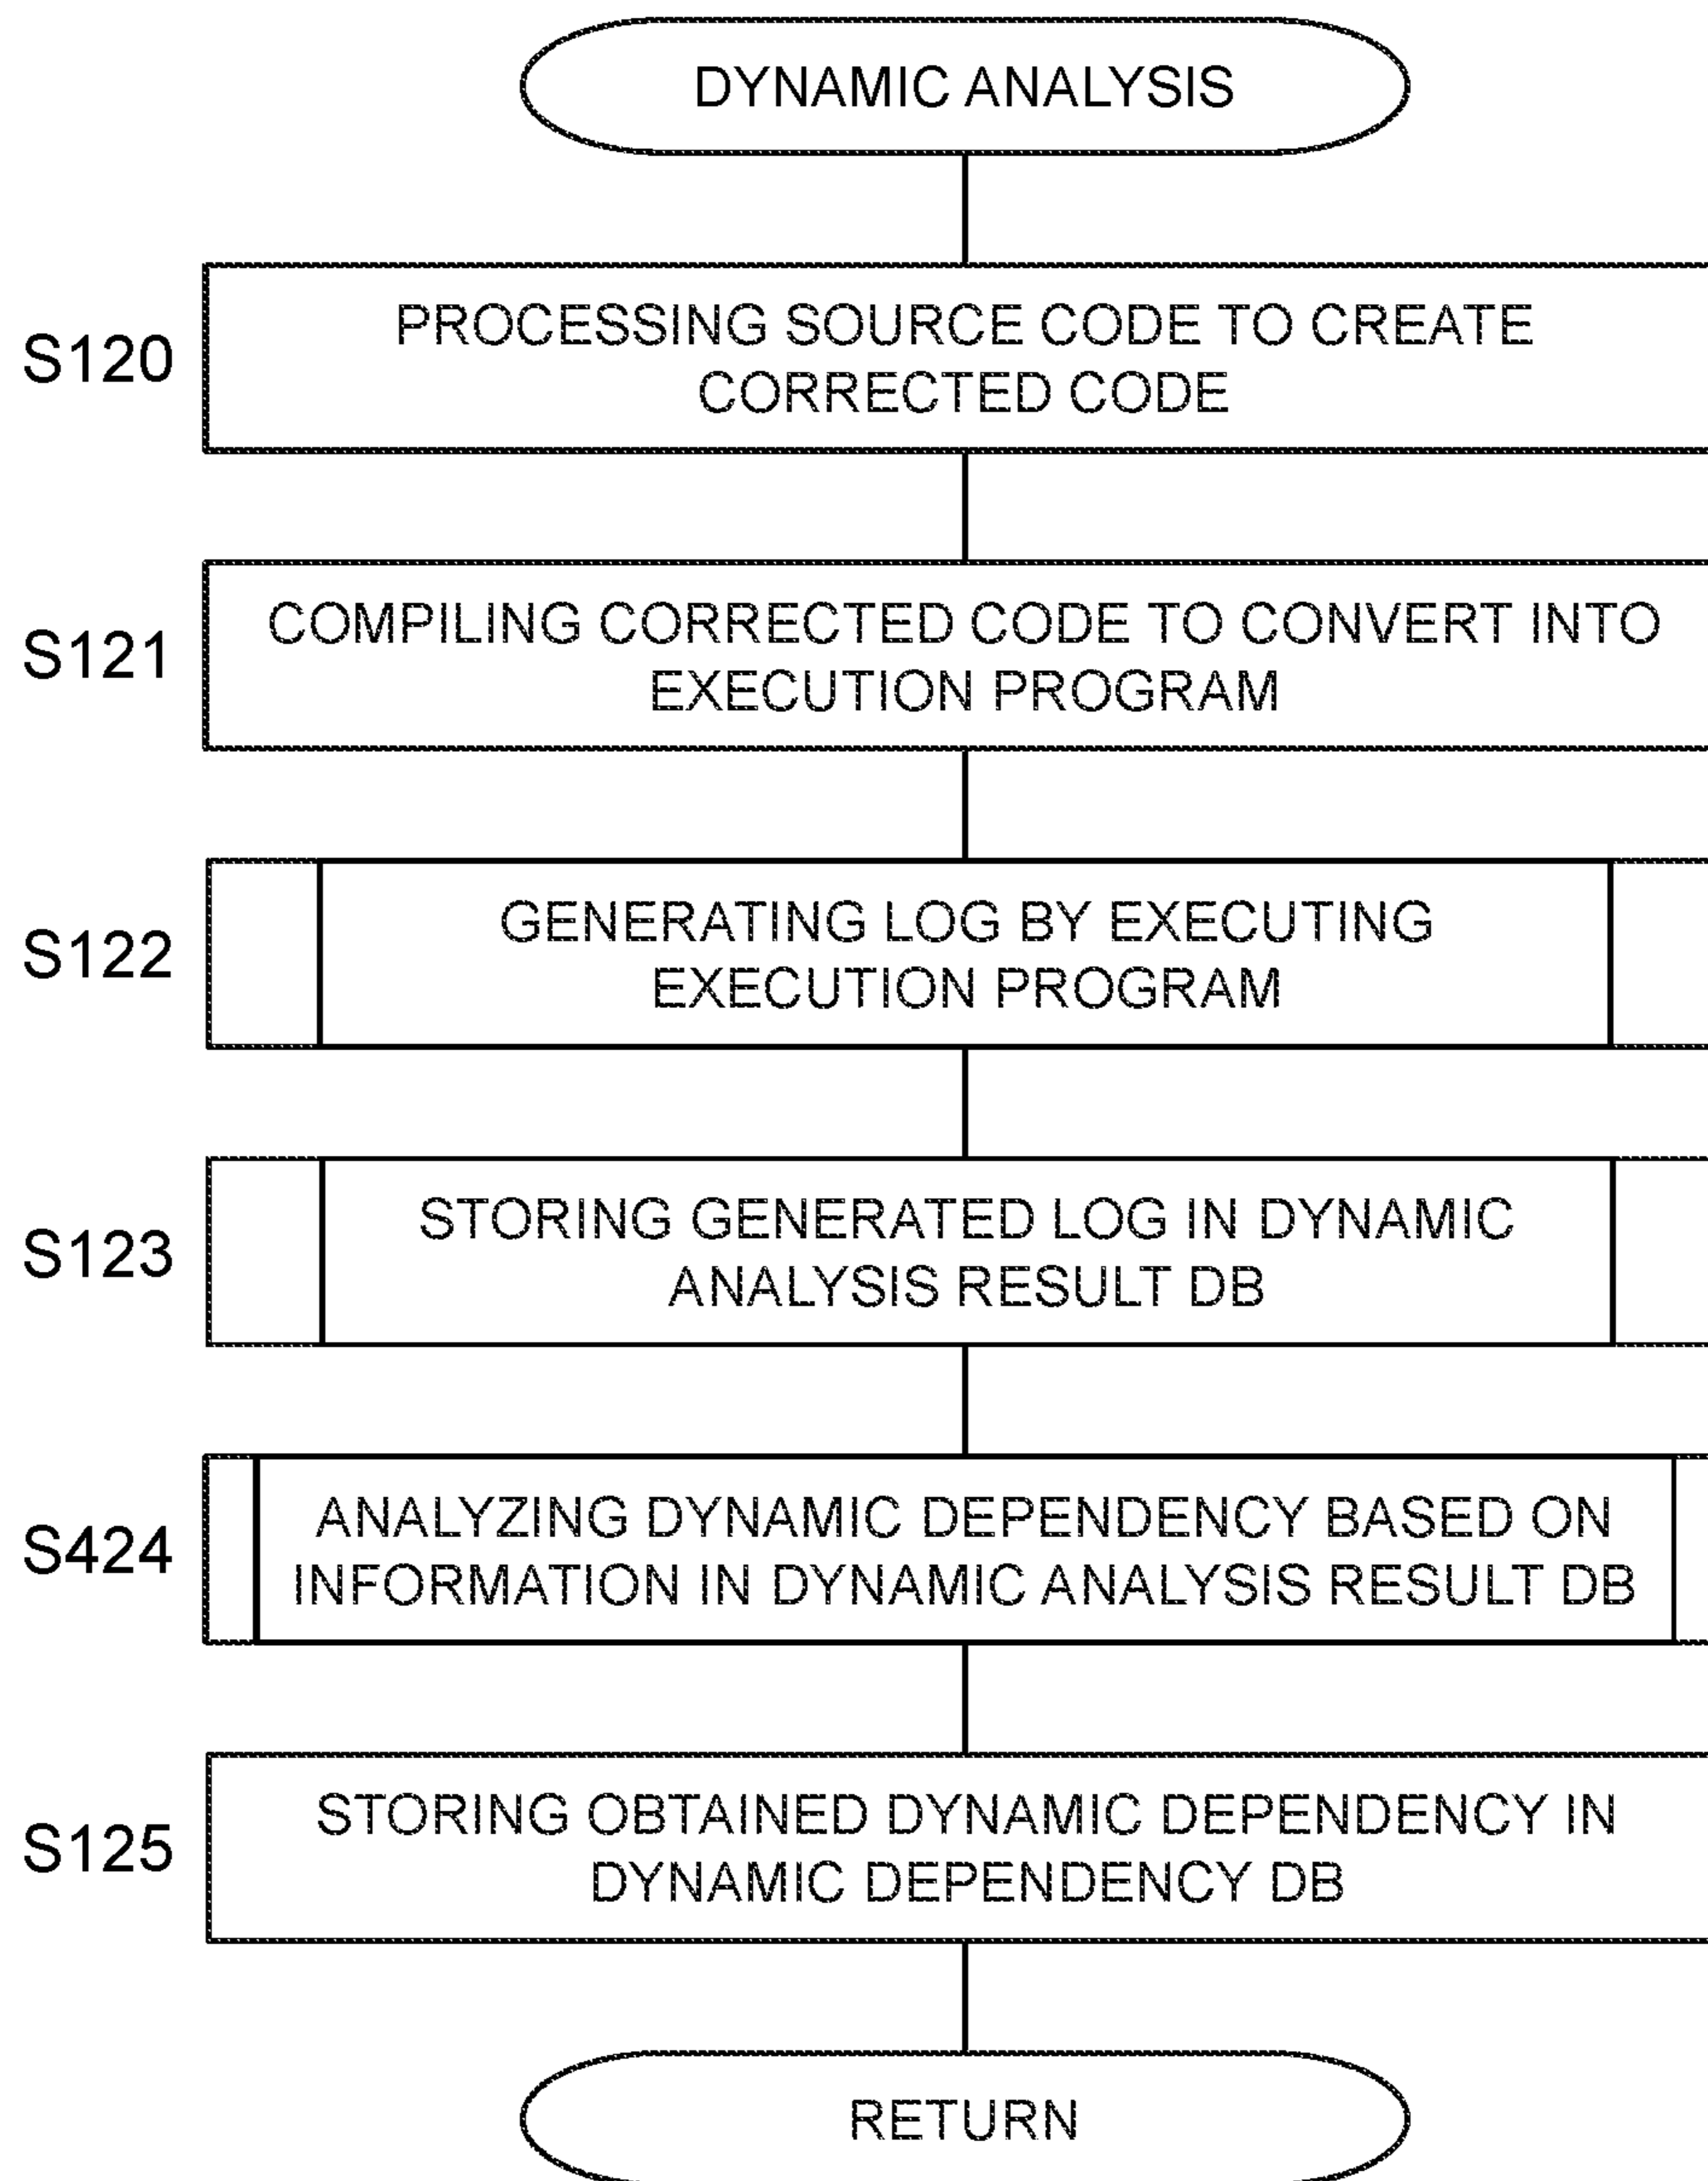 DYNAMIC ANALYSIS
S120
PROCESSING SOURCE CODE TO CREATE
CORRECTED CODE
S121
COMPILING CORRECTED CODE TO CONVERT INTO
EXECUTION PROGRAM
S122
GENERATING LOG BY EXECUTING
EXECUTION PROGRAM
S123
STORING GENERATED LOG IN DYNAMIC
ANALYSIS RESULT DB
S424
ANALYZING DYNAMIC DEPENDENCY BASED ON
INFORMATION IN DYNAMIC ANALYSIS RESULT DB
S125
STORING OBTAINED DYNAMIC DEPENDENCY IN
DYNAMIC DEPENDENCY DB
RETURN